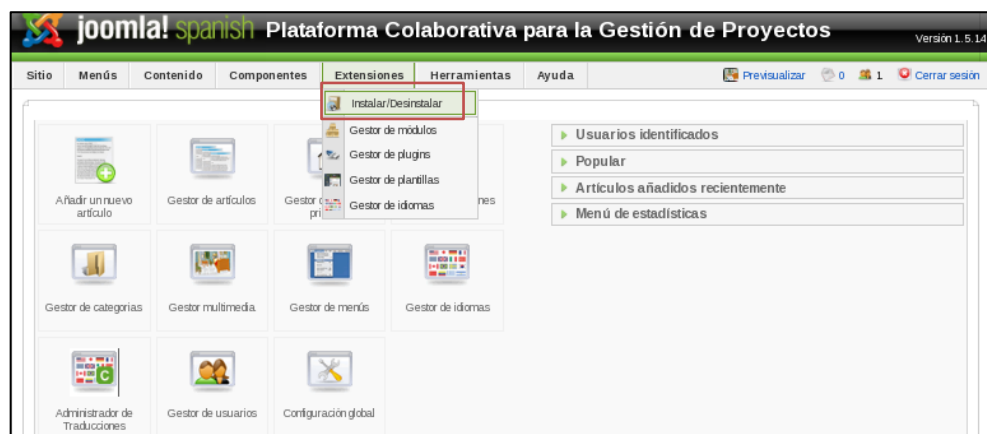 joomla! spanish Plataforma Colaborativa para la Gestión de Proyectos
Versión 1.5.14
Sitio Menús Contenido Componentes Extensiones Herramientas Ayuda Previsualizar 0 1 Cerrar sesión
Instalar/Desinstalar
Gestor de módulos
Gestor de plugins
Gestor de plantillas
Gestor de idiomas
Usuarios identificados
Popular
Artículos añadidos recientemente
Menú de estadísticas
Añadir un nuevo
artículo
Gestor de artículos
Gestor
Gestor de categorias
Gestor multimedia
Gestor de menús
Gestor de idiomas
Administrador de
Traducciones
Gestor de usuarios
Configuración global